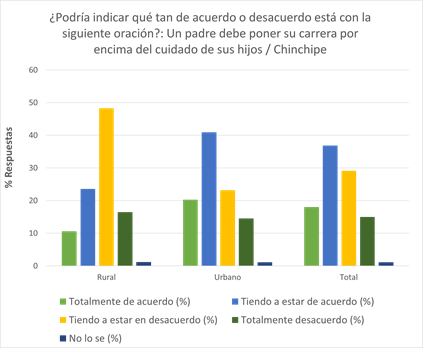 ¿Podría indicar qué tan de acuerdo o desacuerdo está con la
siguiente oración?: Un padre debe poner su carrera por
encima del cuidado de sus hijos / Chinchipe
% Respuestas
60
50
40
30
20
10
0
Rural
Urbano
Total
Totalmente de acuerdo (%)
Tiendo a estar de acuerdo (%)
Tiendo a estar en desacuerdo (%)
Totalmente desacuerdo (%)
No lo se (%)